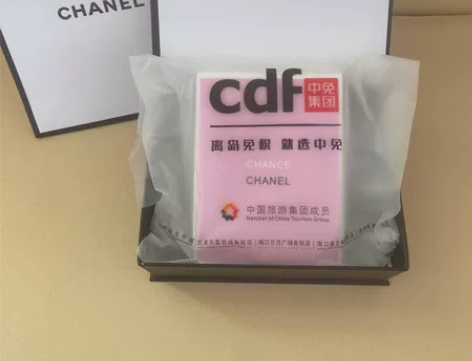 CHANEL
cdf 中免集团
离岛免税 就选中免
CHANCE
CHANEL
中国旅游集团成员
Member of China Tourism Group